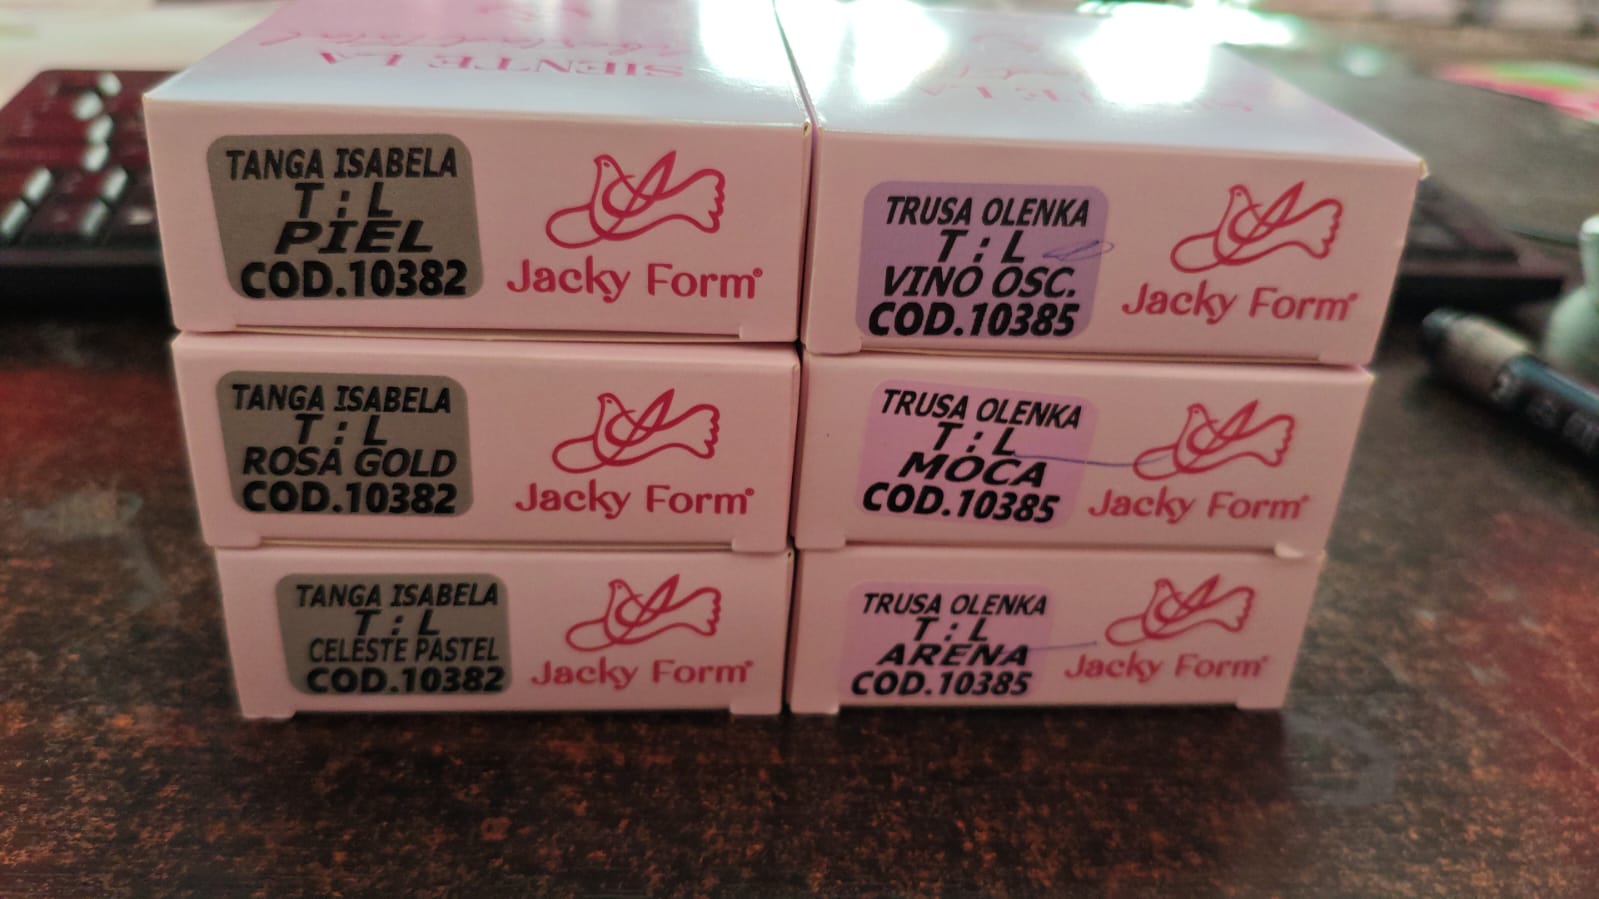 SIENTE LA
TANGA ISABELA
T : L
PIEL
COD.10382
Jacky Form®
TRUSA OLENKA
T : L
VINO OSC.
COD.10385
Jacky Form®
TANGA ISABELA
T : L
ROSA GOLD
COD.10382
Jacky Form®
TRUSA OLENKA
T : L
MOCA
COD.10385
Jacky Form®
TANGA ISABELA
T : L
CELESTE PASTEL
COD.10382
Jacky Form®
TRUSA OLENKA
T : L
ARENA
COD.10385
Jacky Form®